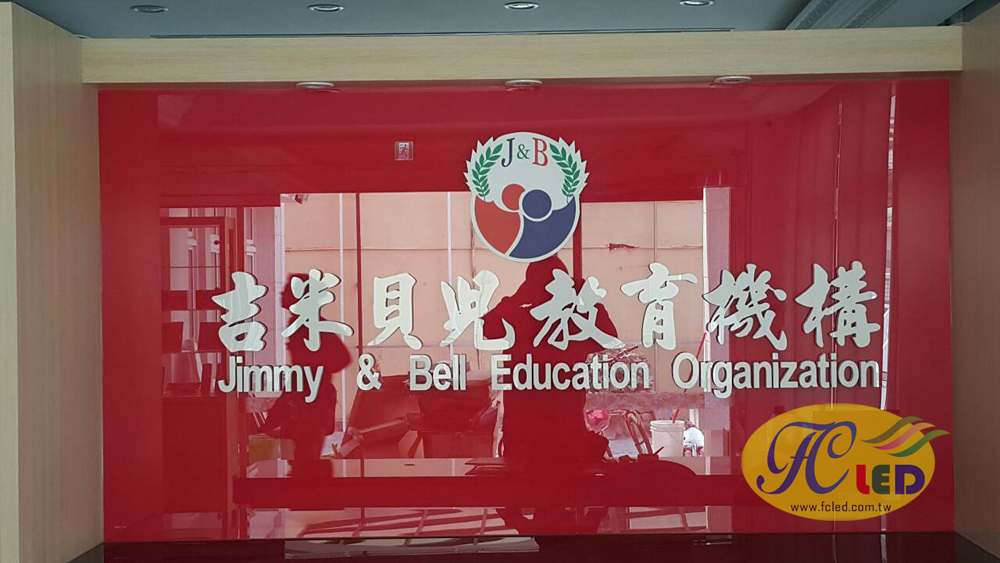 J&B
吉米貝兒教育機構
Jimmy & Bell Education Organization
FC LED
www.fcled.com.tw